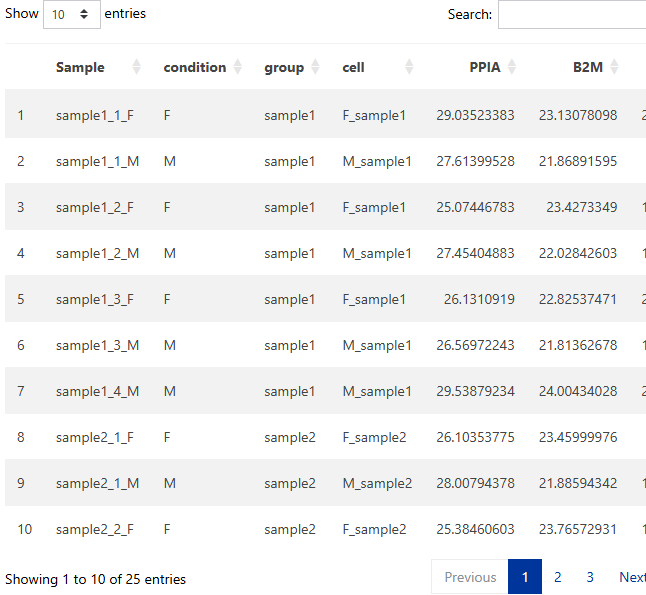 Show 10 entries Search:
Sample condition group cell PPIA B2M
1 sample1_1_F F sample1 F_sample1 29.03523383 23.13078098
2 sample1_1_M M sample1 M_sample1 27.61399528 21.86891595
3 sample1_2_F F sample1 F_sample1 25.07446783 23.4273349
4 sample1_2_M M sample1 M_sample1 27.45404883 22.02842603
5 sample1_3_F F sample1 F_sample1 26.1310919 22.82537471
6 sample1_3_M M sample1 M_sample1 26.56972243 21.81362678
7 sample1_4_M M sample1 M_sample1 29.53879234 24.00434028
8 sample2_1_F F sample2 F_sample2 26.10353775 23.45999976
9 sample2_1_M M sample2 M_sample2 28.00794378 21.88594342
10 sample2_2_F F sample2 F_sample2 25.38460603 23.76572931
Showing 1 to 10 of 25 entries Previous 1 2 3 Next